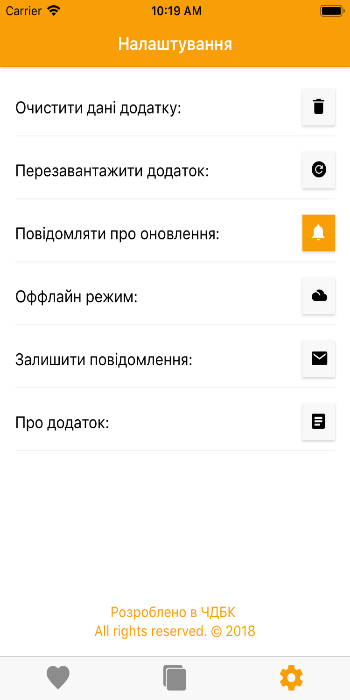 Carrier 10:19 AM
Налаштування
Очистити дані додатку:
Перезавантажити додаток:
Повідомляти про оновлення:
Оффлайн режим:
Залишити повідомлення:
Про додаток:
Розроблено в ЧДБК
All rights reserved. © 2018